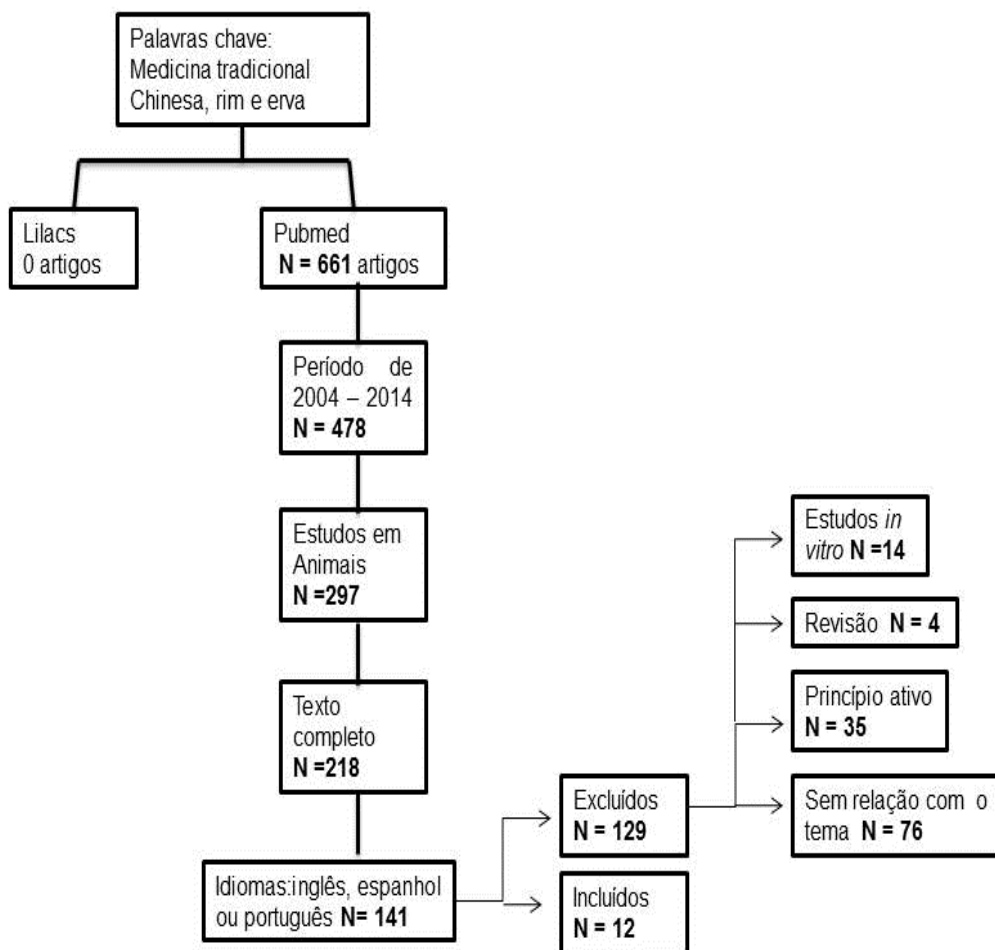 Palavras chave:
Medicina tradicional
Chinesa, rim e erva
Lilacs
0 artigos
Pubmed
N = 661 artigos
Período de
2004 – 2014
N = 478
Estudos em
Animais
N =297
Texto
completo
N =218
Idiomas:inglês, espanhol
ou português N= 141
Excluídos
N = 129
Incluídos
N = 12
Estudos in
vitro N =14
Revisão N = 4
Princípio ativo
N = 35
Sem relação com o
tema N = 76